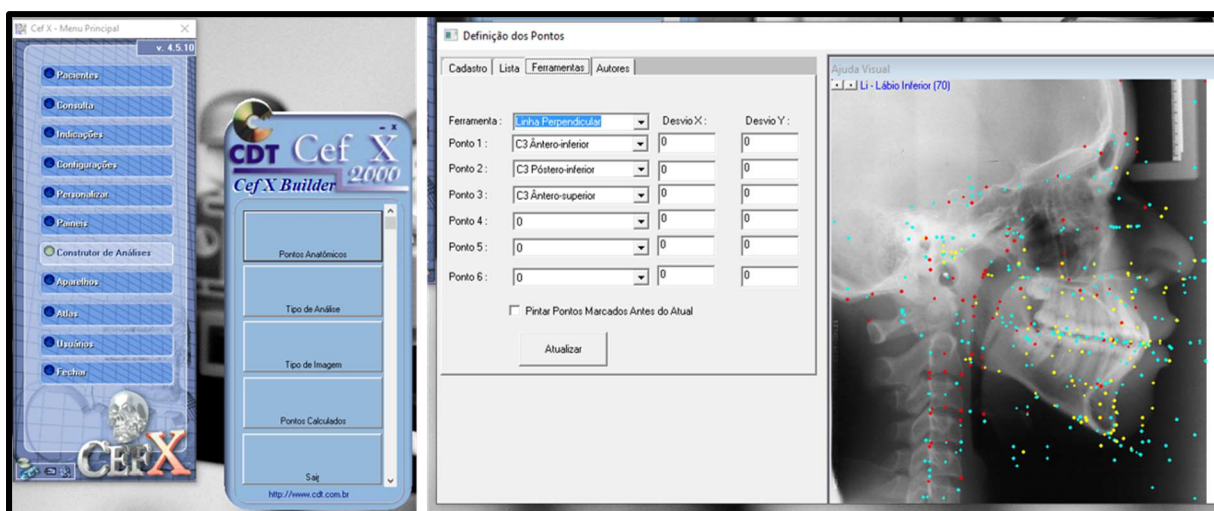 Cef X - Menu Principal
v. 4.5.10
Pacientes
Consulta
Indicações
Configurações
Personalizar
Paineis
Construtor de Análises
Aparelhos
Atlas
Usuários
Fechar
CEFX
CDT Cef X
2000
Cef X Builder
Pontos Anatômicos
Tipo de Análise
Tipo de Imagem
Pontos Calculados
Sair
http://www.cdt.com.br
Definição dos Pontos
Cadastro Lista Ferramentas Autores
Ferramenta : Linha Perpendicular Desvio X : Desvio Y :
Ponto 1 : C3 Ântero-inferior 0 0
Ponto 2 : C3 Póstero-inferior 0 0
Ponto 3 : C3 Ântero-superior 0 0
Ponto 4 : 0 0 0
Ponto 5 : 0 0 0
Ponto 6 : 0 0 0
Pintar Pontos Marcados Antes do Atual
Atualizar
Ajuda Visual
Li - Lábio Inferior (70)